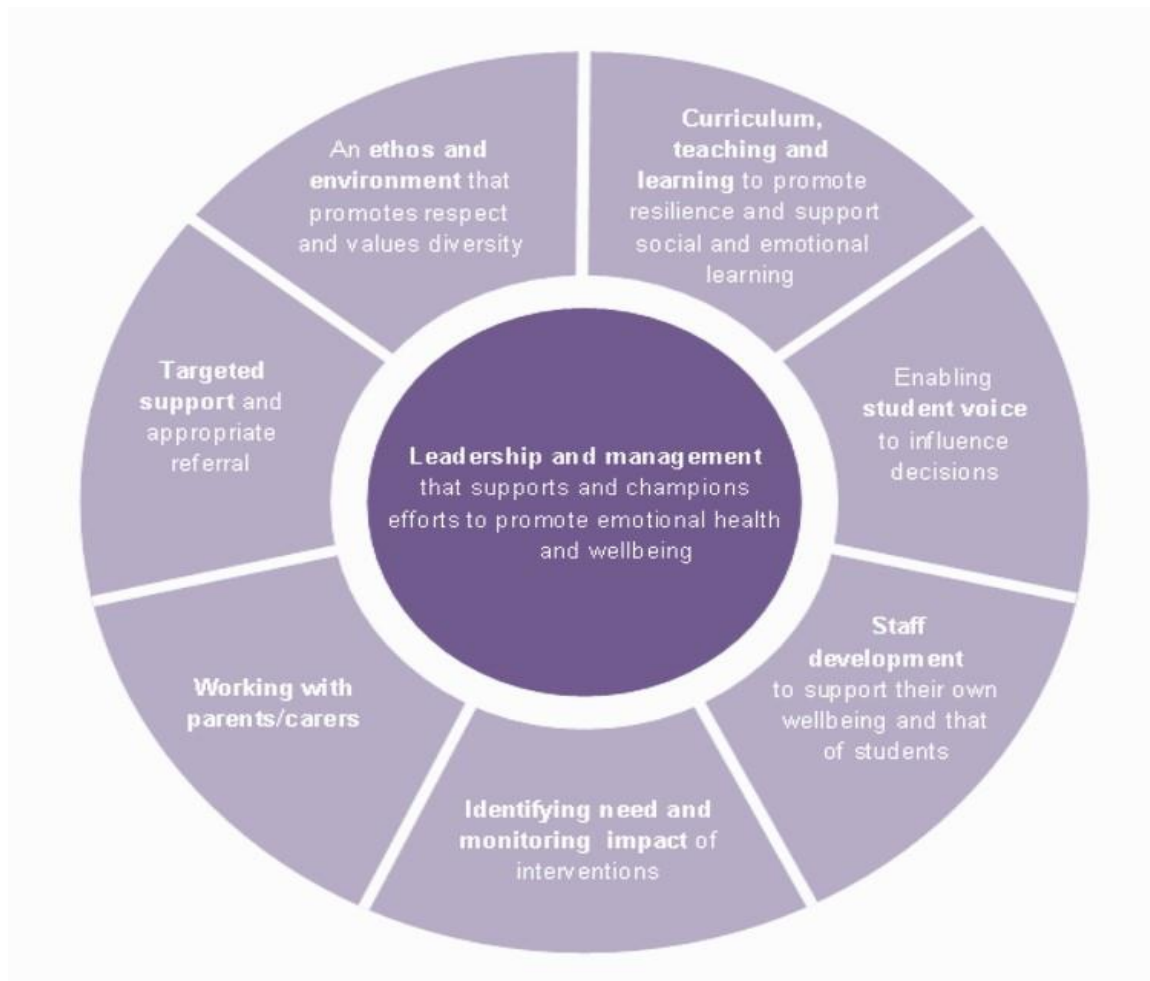 An ethos and
environment that
promotes respect
and values diversity
Curriculum,
teaching and
learning to promote
resilience and support
social and emotional
learning
Enabling
student voice
to influence
decisions
Staff
development
to support their own
wellbeing and that
of students
Identifying need and
monitoring impact of
interventions
Working with
parents/carers
Targeted
support and
appropriate
referral
Leadership and management
that supports and champions
efforts to promote emotional health
and wellbeing